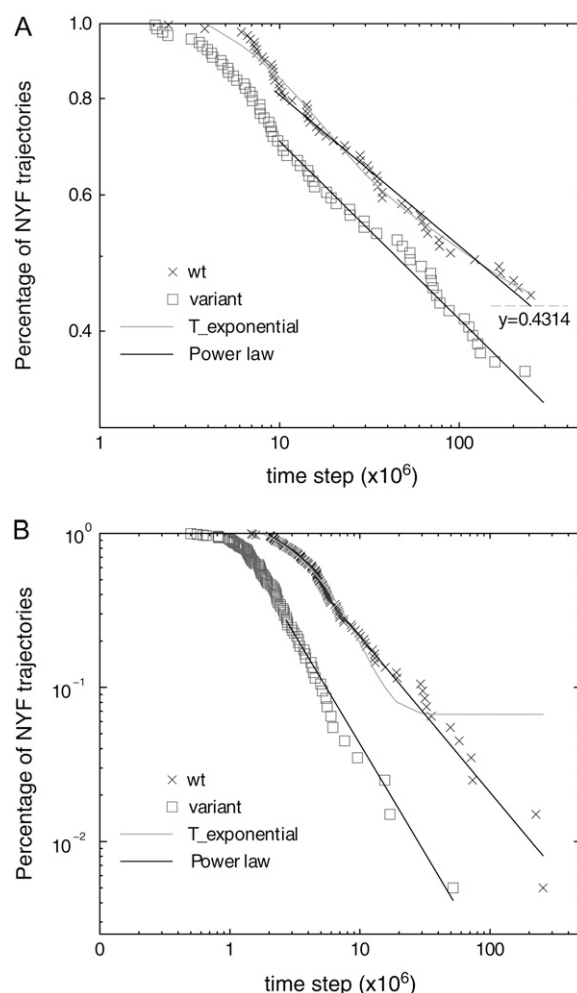 A
1.0
0.8
0.6
0.4
Percentage of NYF trajectories
× wt
□ variant
T_exponential
Power law
y=0.4314
1
10
100
time step (x10⁶)
B
10⁰
10⁻¹
10⁻²
Percentage of NYF trajectories
× wt
□ variant
T_exponential
Power law
0
1
10
100
time step (x10⁶)